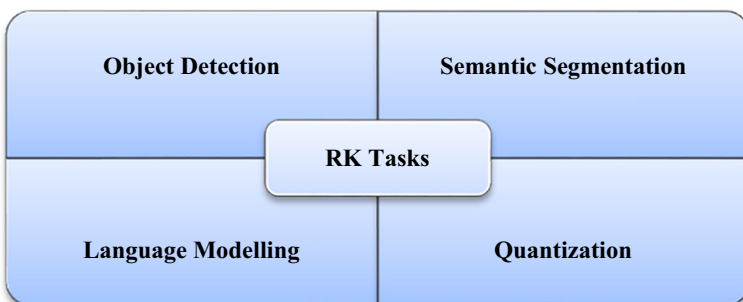 Object Detection
Semantic Segmentation
RK Tasks
Language Modelling
Quantization